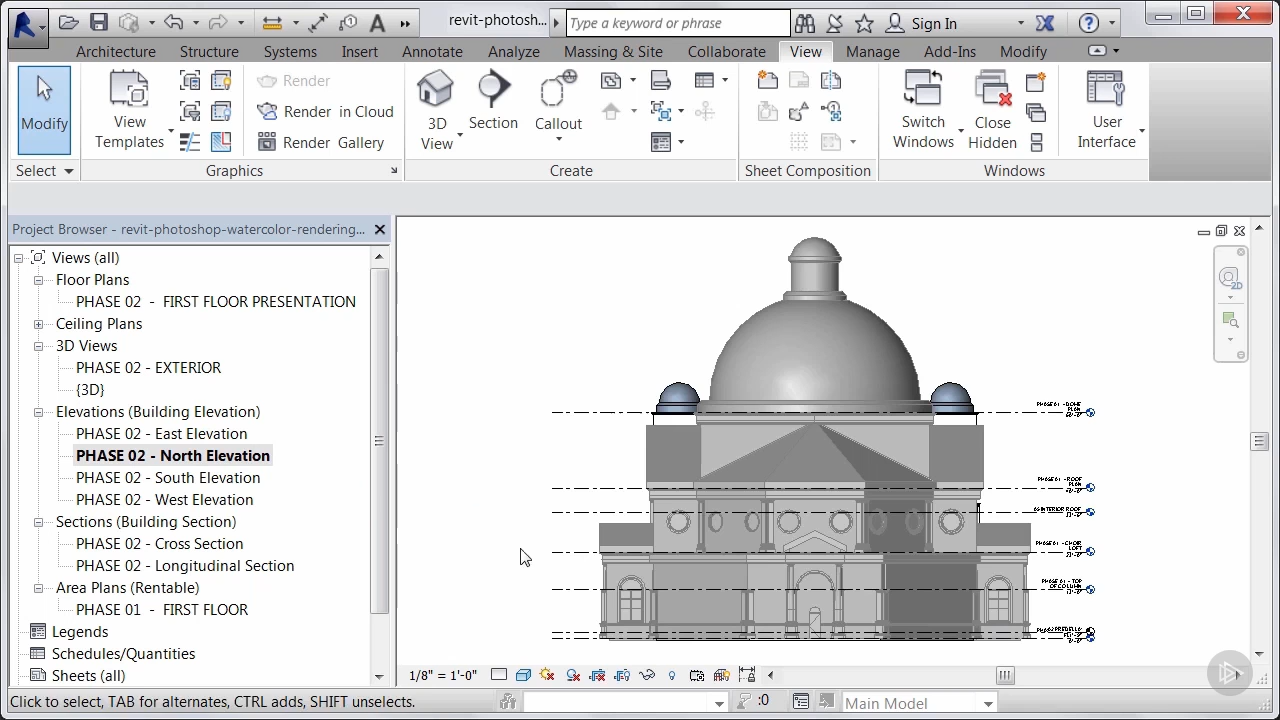 revit-photosh...
Type a keyword or phrase
Sign In
Architecture Structure Systems Insert Annotate Analyze Massing & Site Collaborate View Manage Add-Ins Modify
Modify
View Templates
Render
Render in Cloud
Render Gallery
3D View
Section
Callout
Switch Windows
Close Hidden
User Interface
Select Graphics Create Sheet Composition Windows
Project Browser - revit-photoshop-watercolor-rendering...
Views (all)
Floor Plans
PHASE 02 - FIRST FLOOR PRESENTATION
Ceiling Plans
3D Views
PHASE 02 - EXTERIOR
{3D}
Elevations (Building Elevation)
PHASE 02 - East Elevation
PHASE 02 - North Elevation
PHASE 02 - South Elevation
PHASE 02 - West Elevation
Sections (Building Section)
PHASE 02 - Cross Section
PHASE 02 - Longitudinal Section
Area Plans (Rentable)
PHASE 01 - FIRST FLOOR
Legends
Schedules/Quantities
Sheets (all)
2D
1/8" = 1'-0"
Click to select, TAB for alternates, CTRL adds, SHIFT unselects.
:0
Main Model